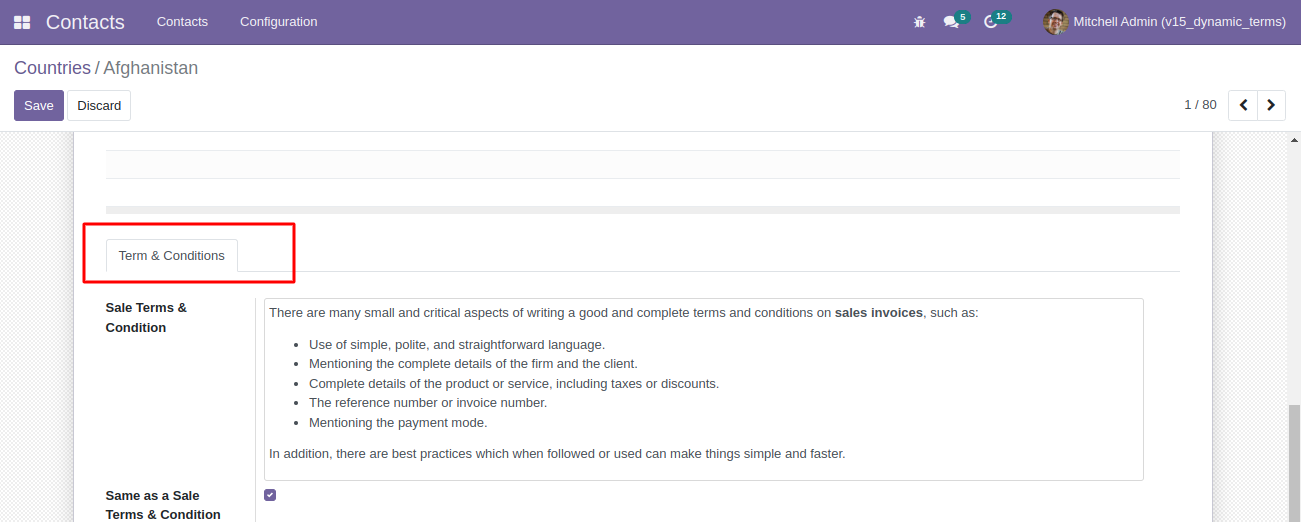 Contacts Contacts Configuration 5 12 Mitchell Admin (v15_dynamic_terms)
Countries / Afghanistan
Save Discard 1 / 80
Term & Conditions
Sale Terms &
Condition
There are many small and critical aspects of writing a good and complete terms and conditions on sales invoices, such as:
• Use of simple, polite, and straightforward language.
• Mentioning the complete details of the firm and the client.
• Complete details of the product or service, including taxes or discounts.
• The reference number or invoice number.
• Mentioning the payment mode.
In addition, there are best practices which when followed or used can make things simple and faster.
Same as a Sale
Terms & Condition